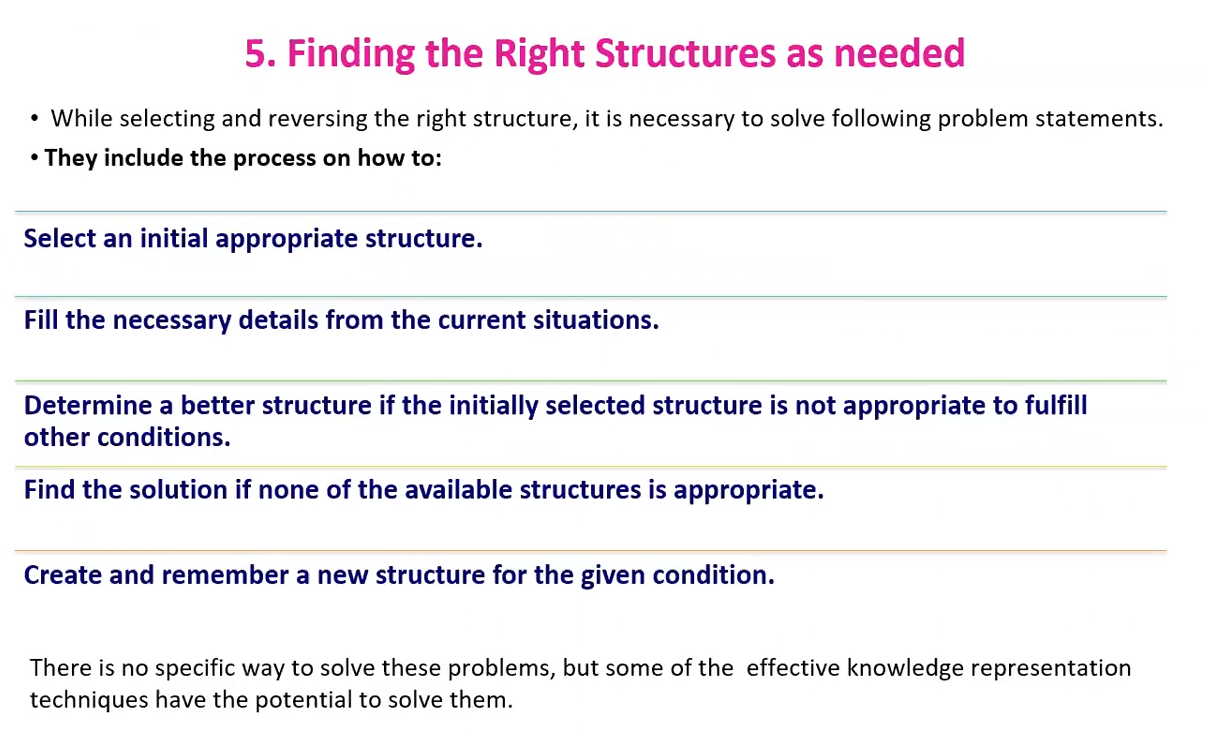 5. Finding the Right Structures as needed
• While selecting and reversing the right structure, it is necessary to solve following problem statements.
• They include the process on how to:
Select an initial appropriate structure.
Fill the necessary details from the current situations.
Determine a better structure if the initially selected structure is not appropriate to fulfill
other conditions.
Find the solution if none of the available structures is appropriate.
Create and remember a new structure for the given condition.
There is no specific way to solve these problems, but some of the effective knowledge representation
techniques have the potential to solve them.